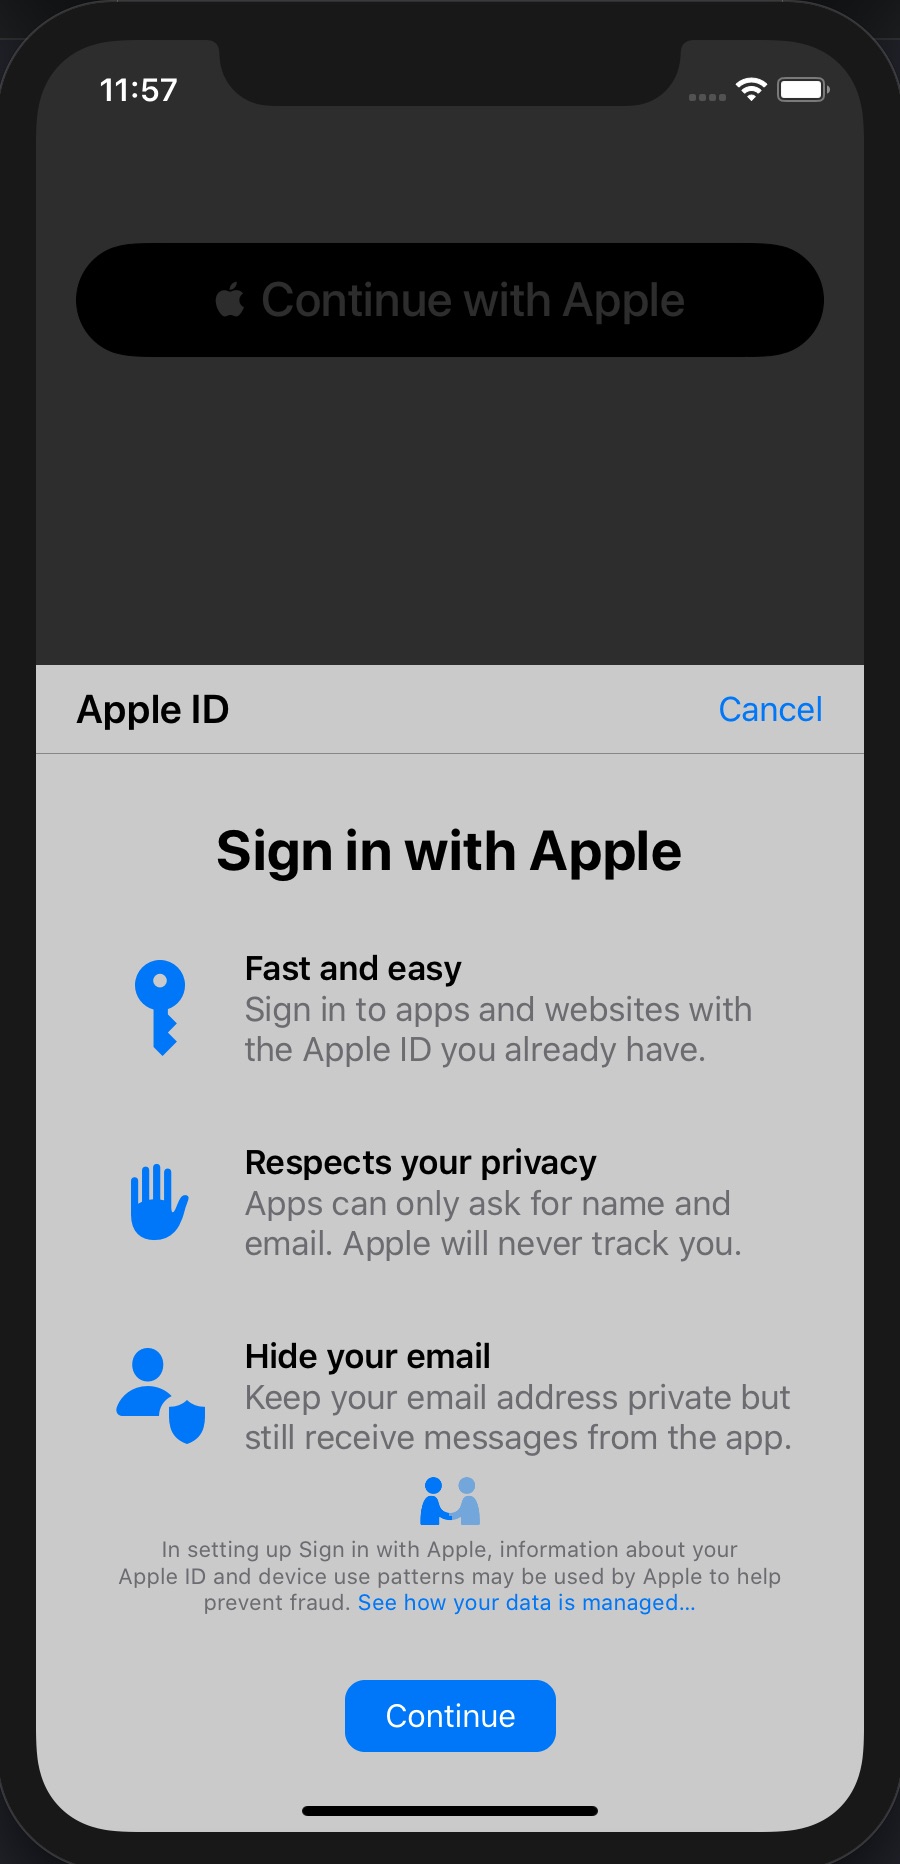 11:57
Continue with Apple
Apple ID
Cancel
Sign in with Apple
Fast and easy
Sign in to apps and websites with
the Apple ID you already have.
Respects your privacy
Apps can only ask for name and
email. Apple will never track you.
Hide your email
Keep your email address private but
still receive messages from the app.
In setting up Sign in with Apple, information about your
Apple ID and device use patterns may be used by Apple to help
prevent fraud. See how your data is managed...
Continue